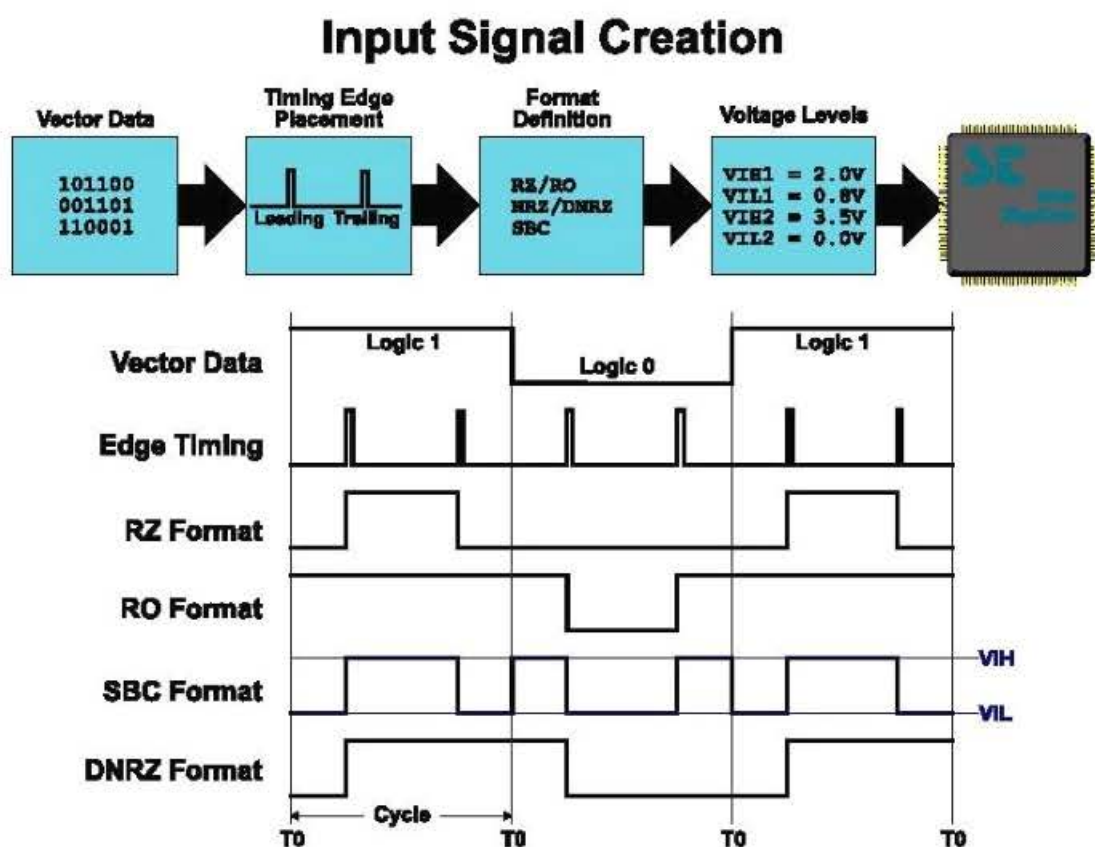 Input Signal Creation
Vector Data
Timing Edge
Placement
Format
Definition
Voltage Levels
101100
001101
110001
Leading Trailing
RZ/RO
NRZ/DNRZ
SBC
VIH1 = 2.0V
VIL1 = 0.8V
VIH2 = 3.5V
VIL2 = 0.0V
Vector Data
Logic 1
Logic 0
Logic 1
Edge Timing
RZ Format
RO Format
SBC Format
VIH
VIL
DNRZ Format
Cycle
T0
T0
T0
T0